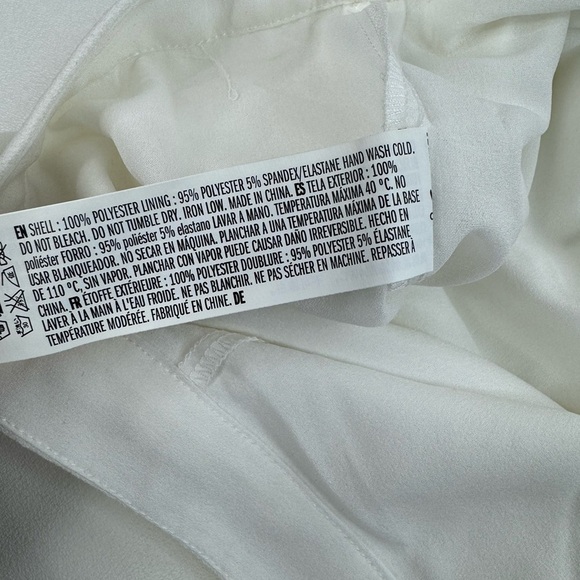 EN SHELL : 100% POLYESTER LINING : 95% POLYESTER 5% SPANDEX/ELASTANE HAND WASH COLD.
DO NOT BLEACH. DO NOT TUMBLE DRY. IRON LOW. MADE IN CHINA. ES TELA EXTERIOR : 100%
poliéster FORRO : 95% poliéster 5% elastano LAVAR A MANO. TEMPERATURA MÁXIMA 40 °C. NO
USAR BLANQUEADOR. NO SECAR EN MÁQUINA. PLANCHAR A UNA TEMPERATURA MÁXIMA DE LA BASE
DE 110 °C, SIN VAPOR. PLANCHAR CON VAPOR PUEDE CAUSAR DAÑO IRREVERSIBLE. HECHO EN
CHINA. FR ÉTOFFE EXTÉRIEURE : 100% POLYESTER DOUBLURE : 95% POLYESTER 5% ÉLASTANE
LAVER À LA MAIN À L'EAU FROIDE. NE PAS BLANCHIR. NE PAS SÉCHER EN MACHINE. REPASSER À
TEMPÉRATURE MODÉRÉE. FABRIQUÉ EN CHINE. DE